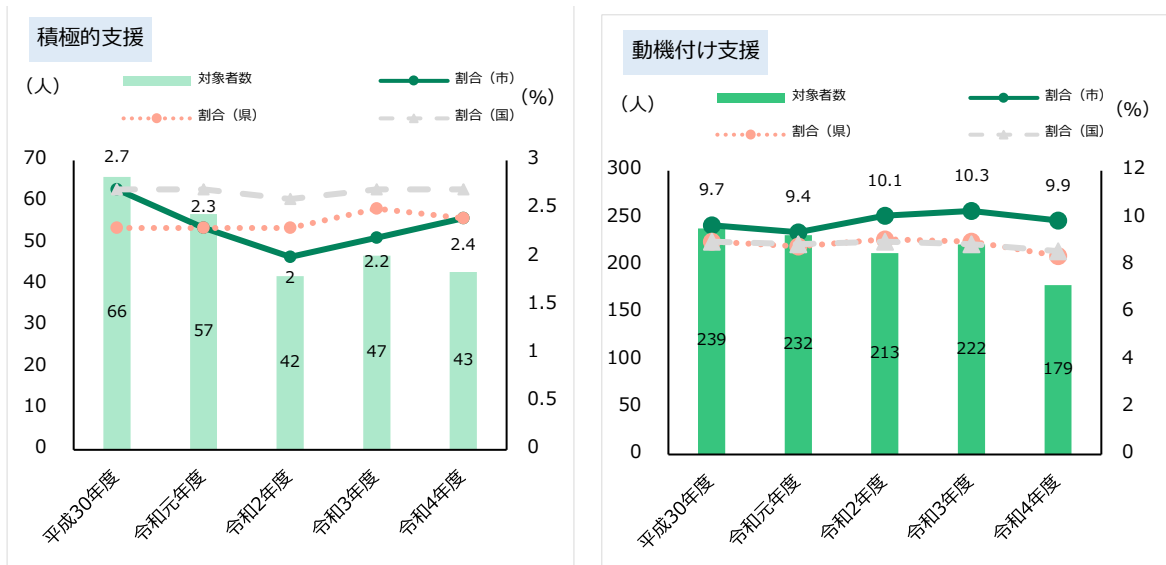 積極的支援
（人）
対象者数
割合（市）
（%）
割合（県）
割合（国）
70
60
50
40
30
20
10
0
3
2.5
2
1.5
1
0.5
0
2.7
2.3
2
2.2
2.4
66
57
42
47
43
平成30年度
令和元年度
令和2年度
令和3年度
令和4年度
動機付け支援
（人）
対象者数
割合（市）
（%）
割合（県）
割合（国）
300
250
200
150
100
50
0
12
10
8
6
4
2
0
9.7
9.4
10.1
10.3
9.9
239
232
213
222
179
平成30年度
令和元年度
令和2年度
令和3年度
令和4年度